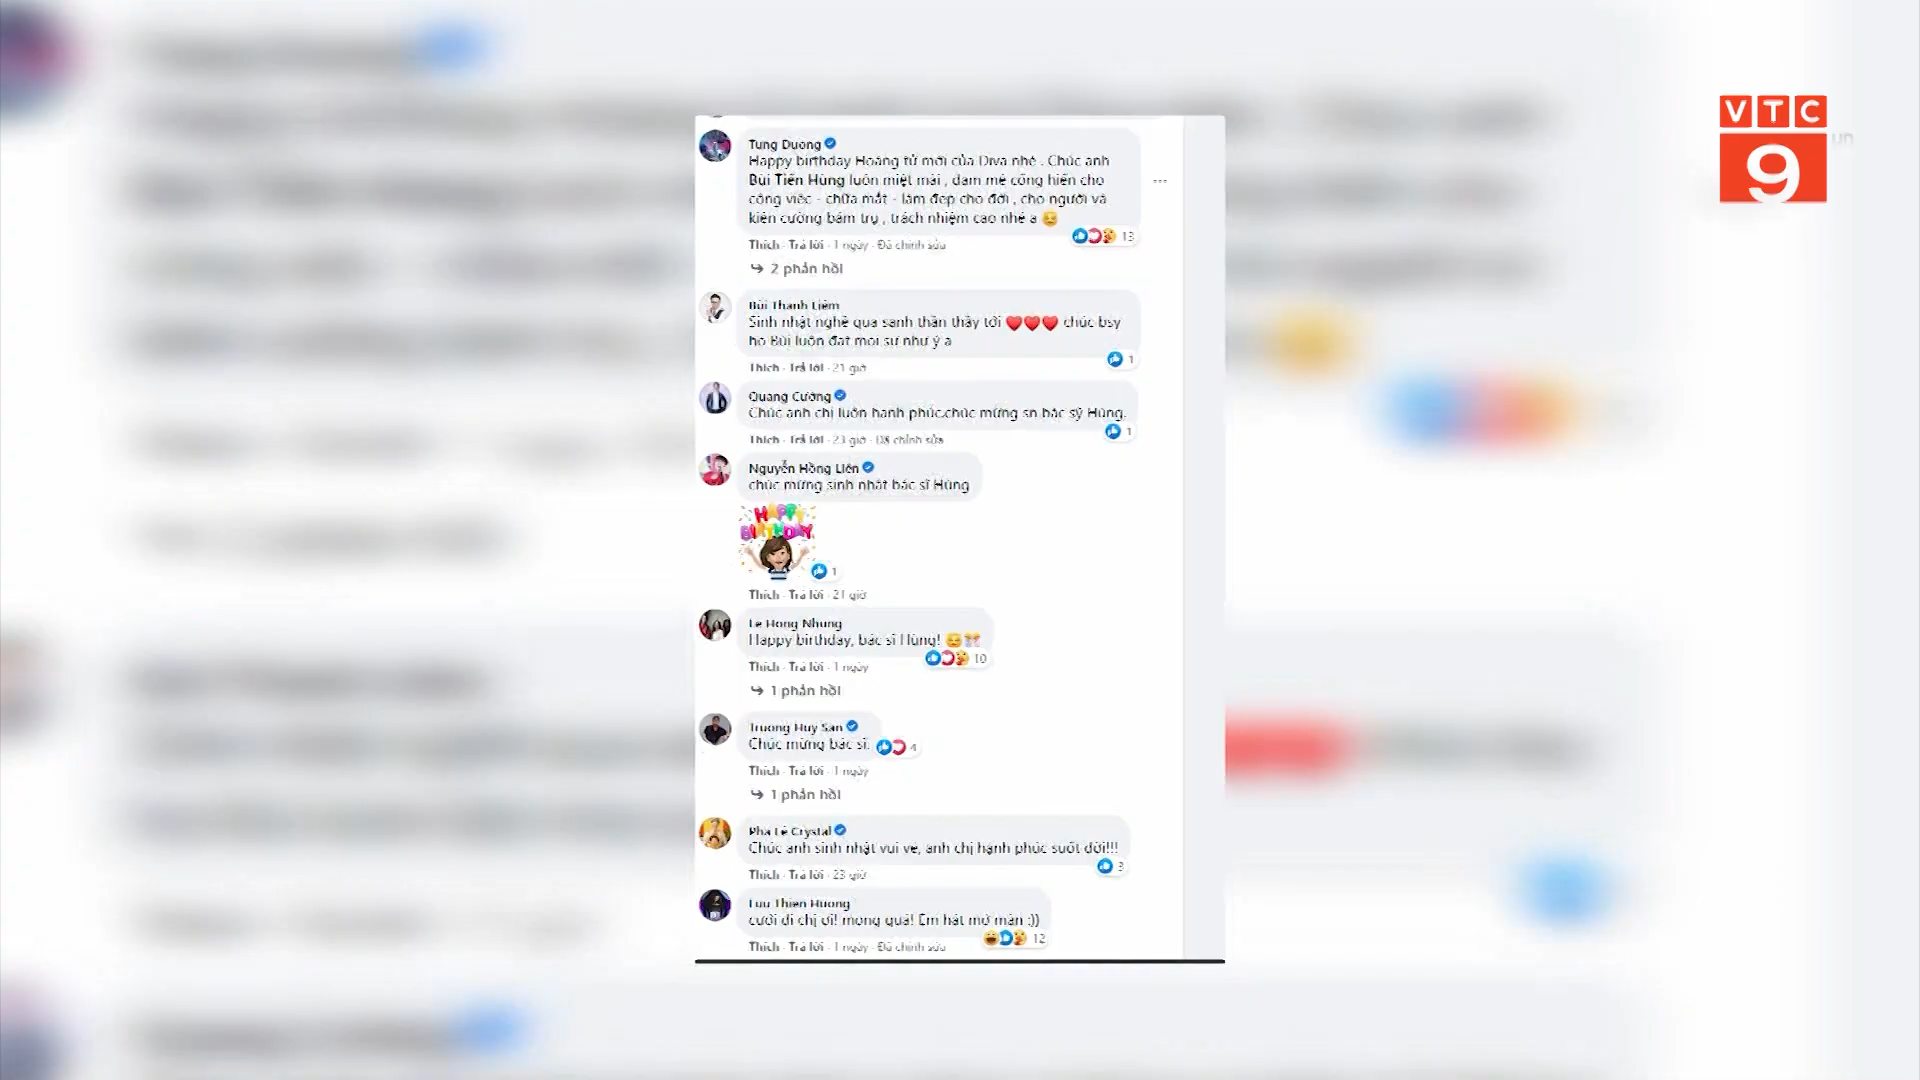 VTC
9
Tung Duong
Happy birthday Hoàng tử mới của Diva nhé . Chúc anh
Bùi Tiến Hùng luôn miệt mài , đam mê cống hiến cho
công việc - chữa mắt - làm đẹp cho đời , cho người và
kiên cường bám trụ , trách nhiệm cao nhé a
Thích · Trả lời · 1 ngày · Đã chỉnh sửa
13
2 phản hồi
Bùi Thanh Liêm
Sinh nhật nghề qua sanh thần thầy tới chúc bsy
họ Bùi luôn đạt mọi sự như ý ạ
1
Thích · Trả lời · 21 giờ
Quang Cường
Chúc anh chị luôn hạnh phúc.chúc mừng sn bác sỹ Hùng.
1
Thích · Trả lời · 23 giờ · Đã chỉnh sửa
Nguyễn Hồng Liên
chúc mừng sinh nhật bác sĩ Hùng
HAPPY
BIRTHDAY
1
Thích · Trả lời · 21 giờ
Le Hong Nhung
Happy birthday, bác sĩ Hùng!
10
Thích · Trả lời · 1 ngày
1 phản hồi
Truong Huy San
Chúc mừng bác sĩ.
4
Thích · Trả lời · 1 ngày
1 phản hồi
Pha Lê Crystal
Chúc anh sinh nhật vui vẻ, anh chị hạnh phúc suốt đời!!!
3
Thích · Trả lời · 23 giờ
Luu Thien Huong
cưới đi chị ơi! mong quá! Em hát mở màn :))
12
Thích · Trả lời · 1 ngày · Đã chỉnh sửa